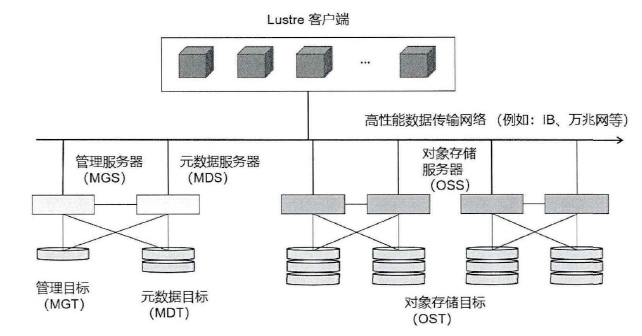 Lustre 客户端
...
高性能数据传输网络 （例如：IB、万兆网等）
管理服务器
（MGS）
元数据服务器
（MDS）
对象存储
服务器
（OSS）
管理目标
（MGT）
元数据目标
（MDT）
对象存储目标
（OST）